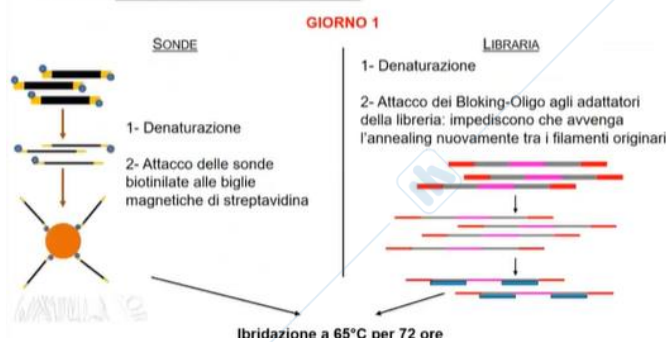 GIORNO 1
SONDE
1- Denaturazione
2- Attacco delle sonde
biotinilate alle biglie
magnetiche di streptavidina
LIBRARIA
1- Denaturazione
2- Attacco dei Bloking-Oligo agli adattatori
della libreria: impediscono che avvenga
l'annealing nuovamente tra i filamenti originari
Ibridazione a 65°C per 72 ore